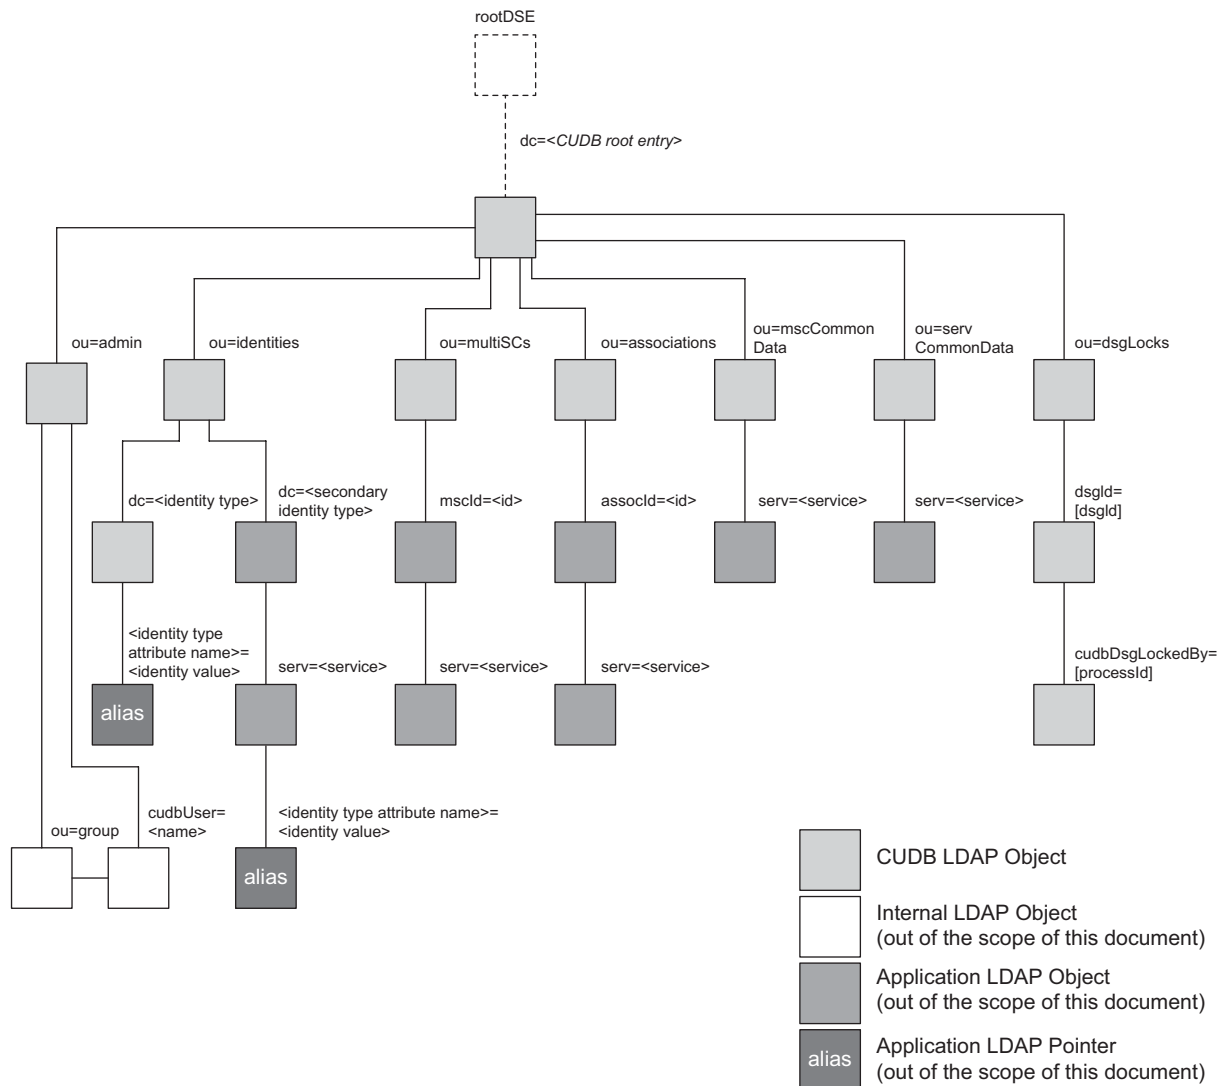 rootDSE
dc=<CUDB root entry>
ou=admin
ou=identities
ou=multiSCs
ou=associations
ou=mscCommon
Data
ou=serv
CommonData
ou=dsgLocks
dc=<identity type>
dc=<secondary
identity type>
mscId=<id>
assocId=<id>
serv=<service>
serv=<service>
dsgId=
[dsgId]
<identity type
attribute name>=
<identity value>
serv=<service>
serv=<service>
serv=<service>
cudbDsgLockedBy=
[processId]
alias
ou=group
cudbUser=
<name>
<identity type attribute name>=
<identity value>
alias
CUDB LDAP Object
Internal LDAP Object
(out of the scope of this document)
Application LDAP Object
(out of the scope of this document)
alias
Application LDAP Pointer
(out of the scope of this document)